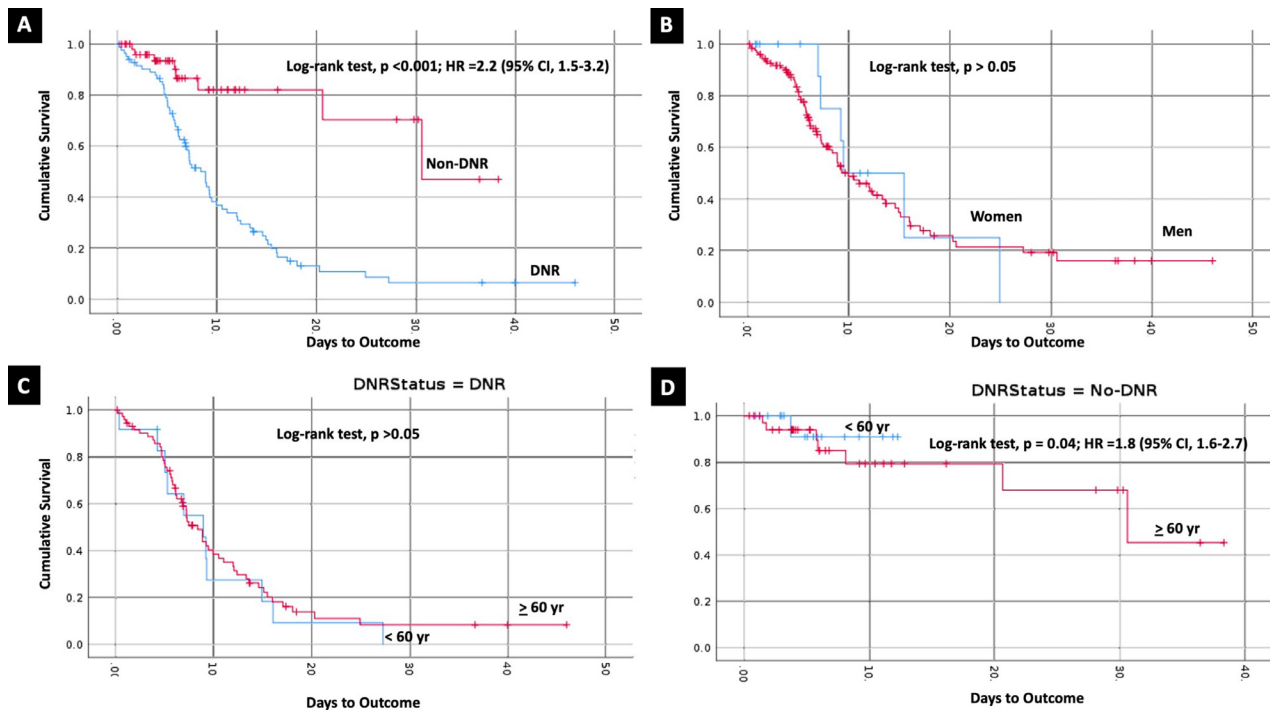 A
Log-rank test, p <0.001; HR =2.2 (95% CI, 1.5-3.2)
Non-DNR
DNR
Cumulative Survival
1.0
0.8
0.6
0.4
0.2
0.0
.00
10.
20.
30.
40.
50.
Days to Outcome
B
Log-rank test, p > 0.05
Women
Men
Cumulative Survival
1.0
0.8
0.6
0.4
0.2
0.0
.00
10
20
30
40
50
Days to Outcome
C
DNRStatus = DNR
Log-rank test, p >0.05
≥ 60 yr
< 60 yr
Cumulative Survival
1.0
0.8
0.6
0.4
0.2
0.0
.00
10
20
30
40
50
Days to Outcome
D
DNRStatus = No-DNR
< 60 yr
Log-rank test, p = 0.04; HR =1.8 (95% CI, 1.6-2.7)
≥ 60 yr
1.0
0.8
0.6
0.4
0.2
0.0
.00
10.
20.
30.
40.
Days to Outcome